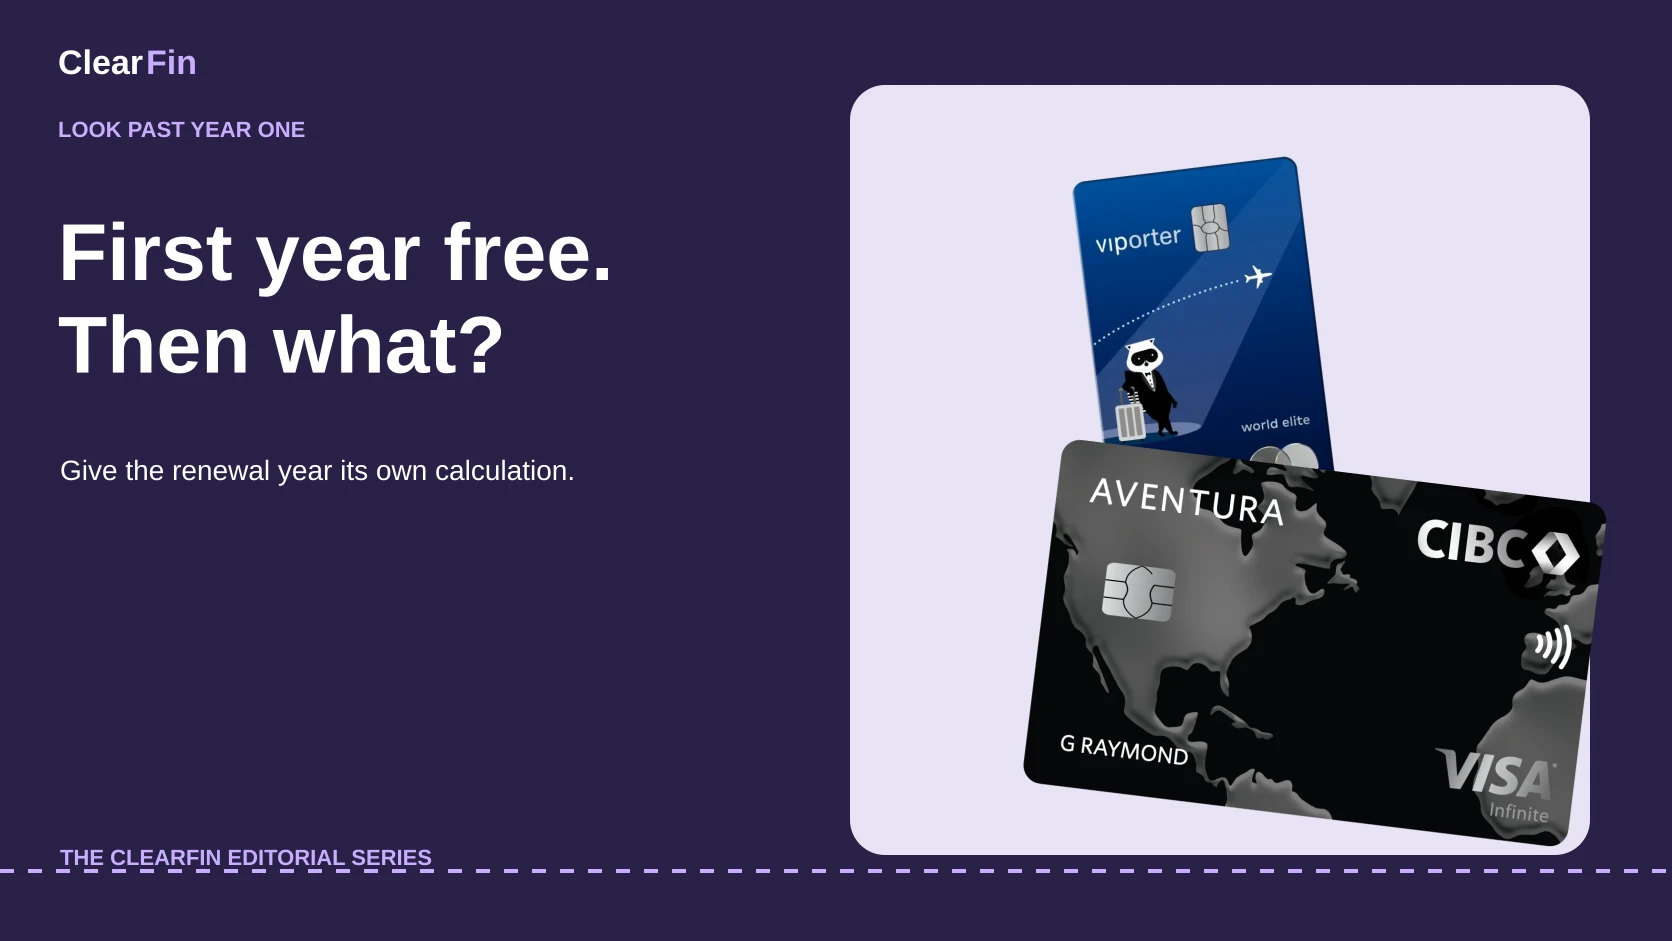 ClearFin
LOOK PAST YEAR ONE
First year free.
Then what?
Give the renewal year its own calculation.
THE CLEARFIN EDITORIAL SERIES
viporter
world elite
AVENTURA
CIBC
G RAYMOND
VISA
Infinite